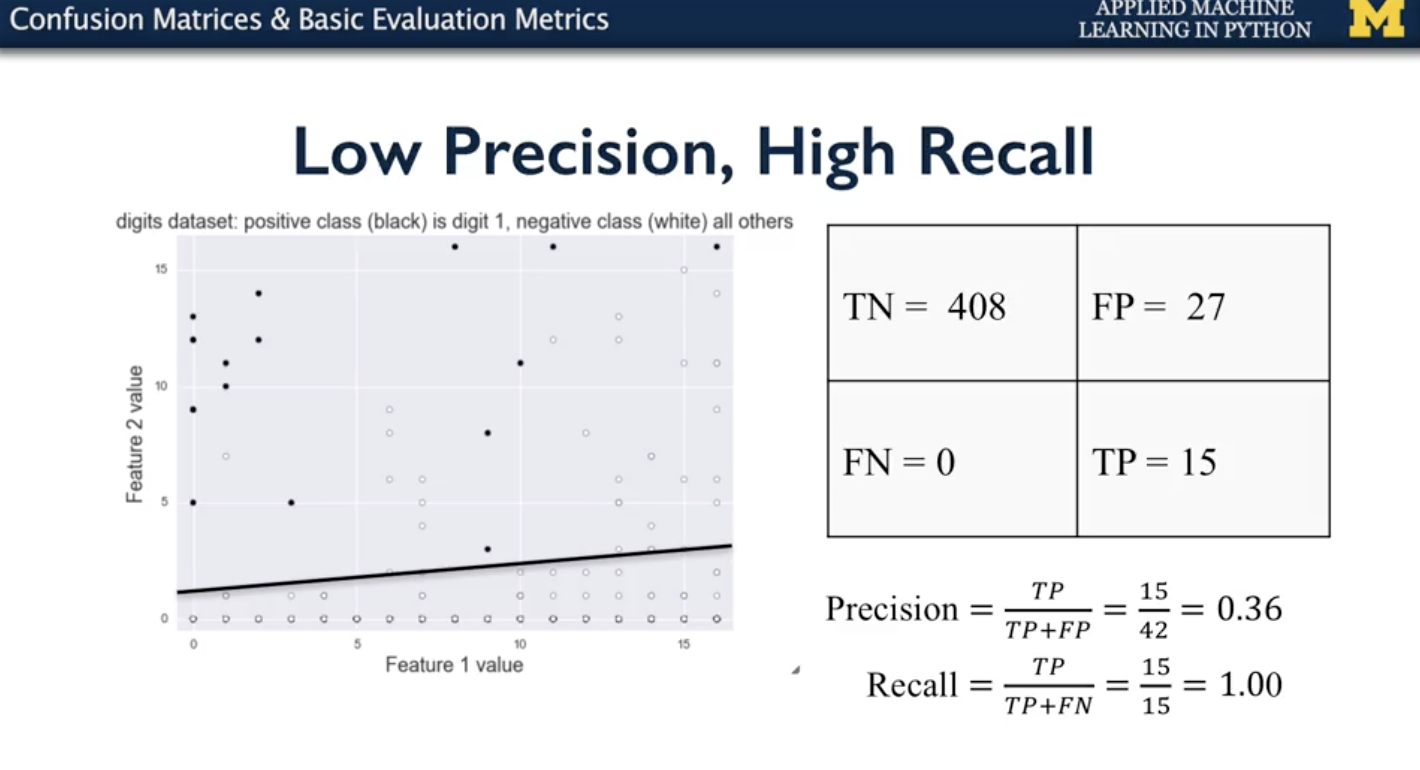 Confusion Matrices & Basic Evaluation Metrics
APPLIED MACHINE
LEARNING IN PYTHON
M
Low Precision, High Recall
digits dataset: positive class (black) is digit 1, negative class (white) all others
15
10
5
0
Feature 2 value
0 5 10 15
Feature 1 value
TN = 408 FP = 27
FN = 0 TP = 15
Precision = TP/TP+FP = 15/42 = 0.36
Recall = TP/TP+FN = 15/15 = 1.00